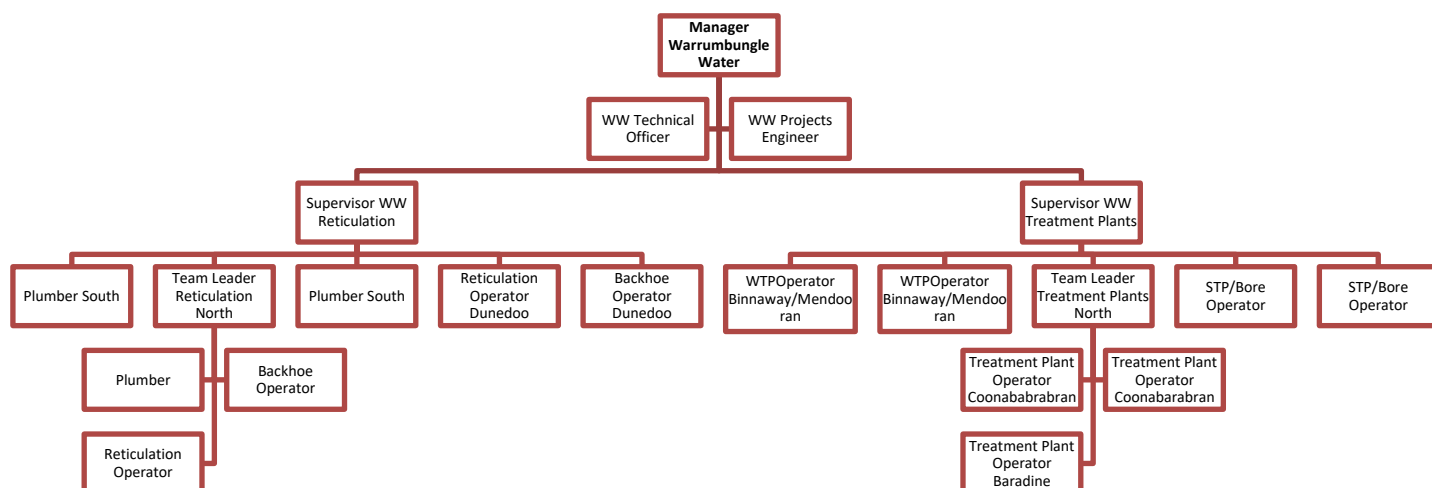 Manager
Warrumbungle
Water
WW Technical
Officer
WW Projects
Engineer
Supervisor WW
Reticulation
Supervisor WW
Treatment Plants
Plumber South
Team Leader
Reticulation
North
Plumber South
Reticulation
Operator
Dunedoo
Backhoe
Operator
Dunedoo
WTPOperator
Binnaway/Mendoo
ran
WTPOperator
Binnaway/Mendoo
ran
Team Leader
Treatment Plants
North
STP/Bore
Operator
STP/Bore
Operator
Plumber
Backhoe
Operator
Treatment Plant
Operator
Coonababrabran
Treatment Plant
Operator
Coonabarabran
Reticulation
Operator
Treatment Plant
Operator
Baradine